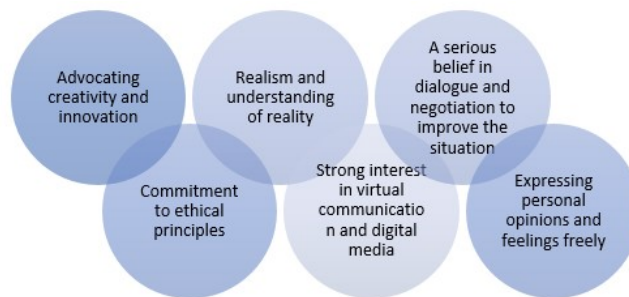 Advocating
creativity and
innovation
Commitment
to ethical
principles
Realism and
understanding
of reality
Strong interest
in virtual
communicatio
n and digital
media
A serious
belief in
dialogue and
negotiation to
improve the
situation
Expressing
personal
opinions and
feelings freely